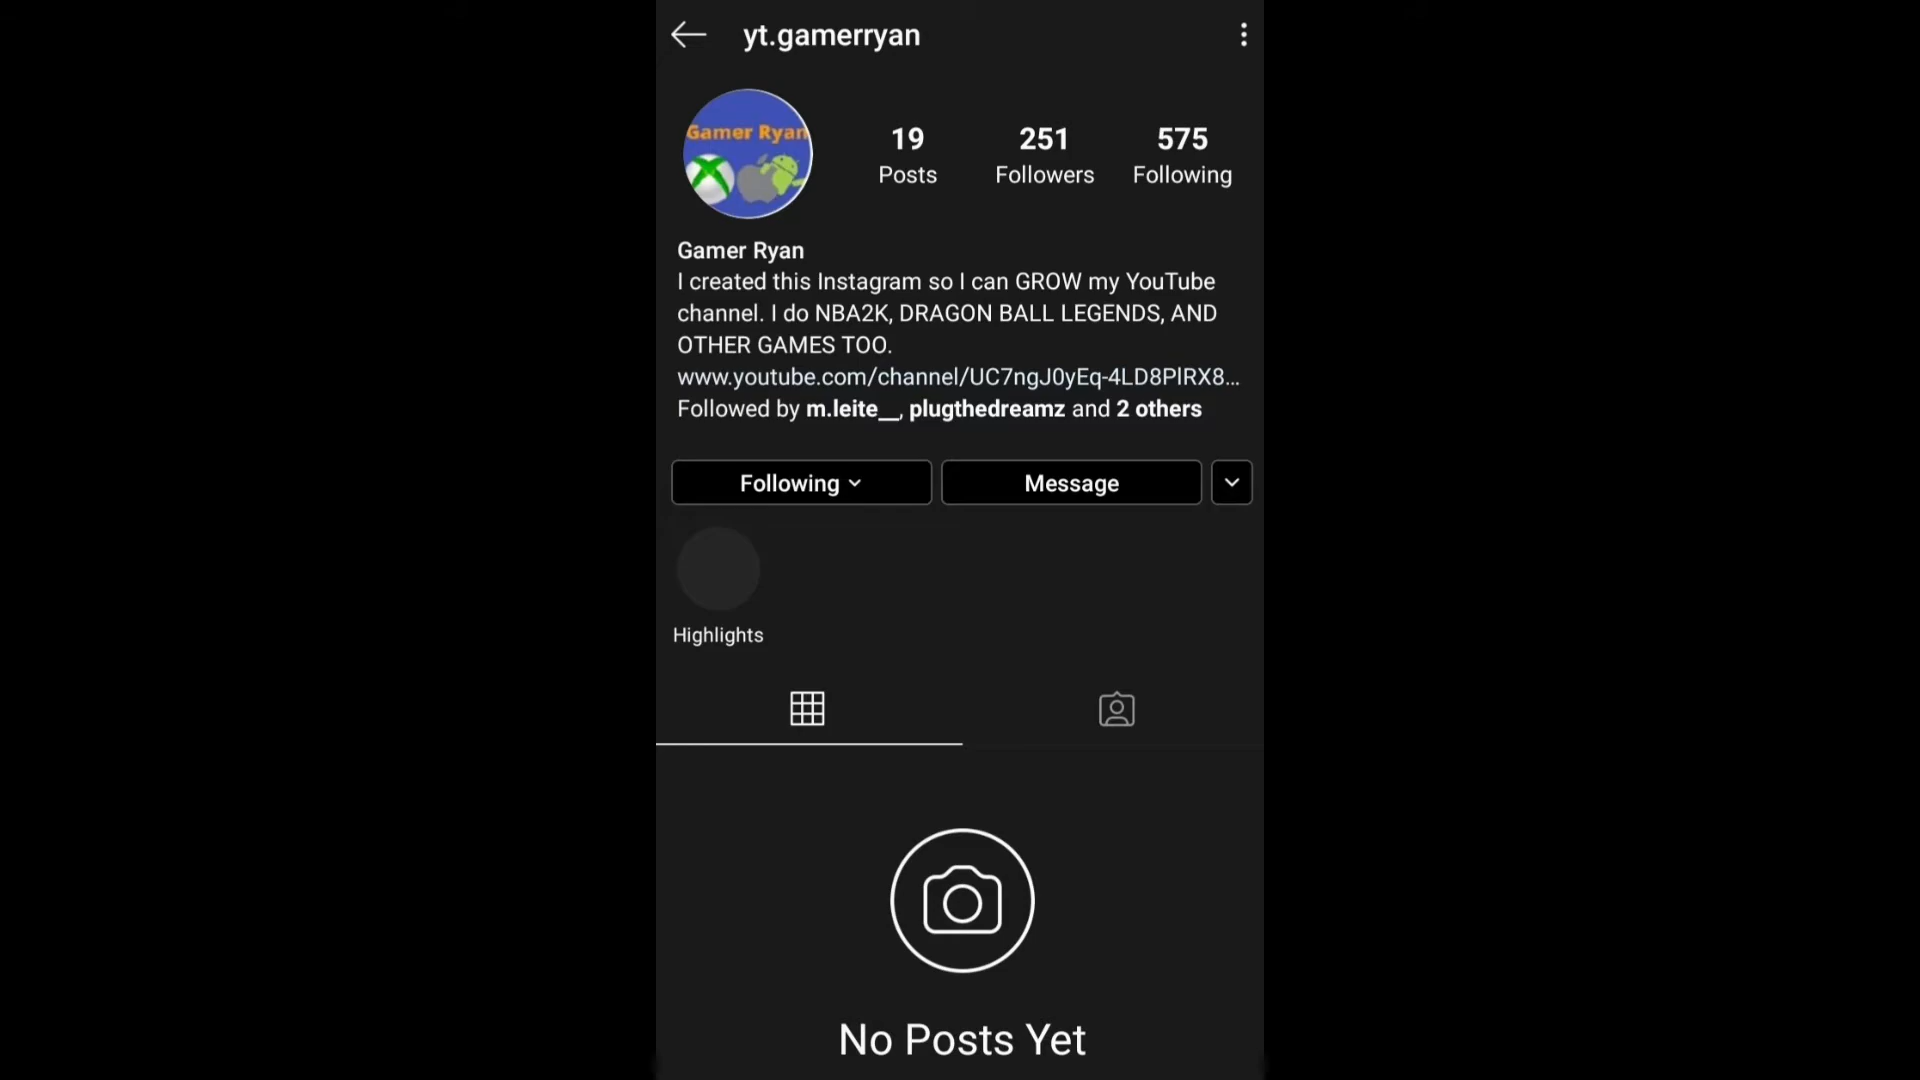 yt.gamerryan
Gamer Ryan
19
Posts
251
Followers
575
Following
Gamer Ryan
I created this Instagram so I can GROW my YouTube
channel. I do NBA2K, DRAGON BALL LEGENDS, AND
OTHER GAMES TOO.
www.youtube.com/channel/UC7ngJ0yEq-4LD8PlRX8...
Followed by m.leite__, plugthedreamz and 2 others
Following
Message
Highlights
No Posts Yet